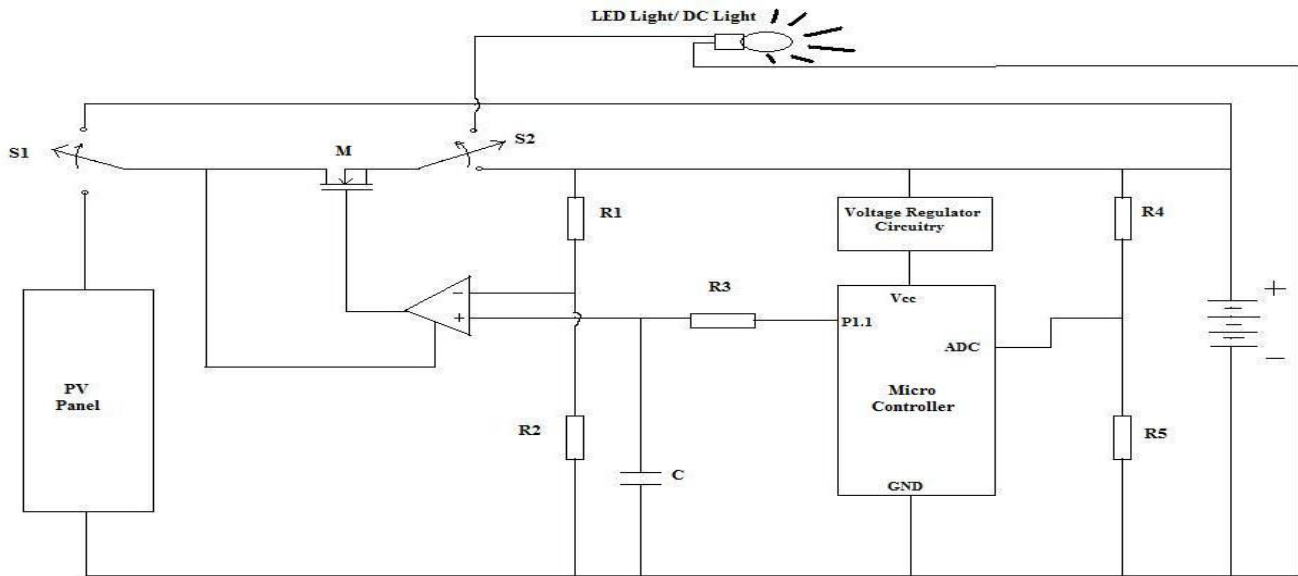 LED Light/ DC Light
S1
M
S2
R1
Voltage Regulator
Circuitry
R4
R3
Vcc
P1.1
ADC
−
+
+
−
PV
Panel
Micro
Controller
R2
R5
C
GND